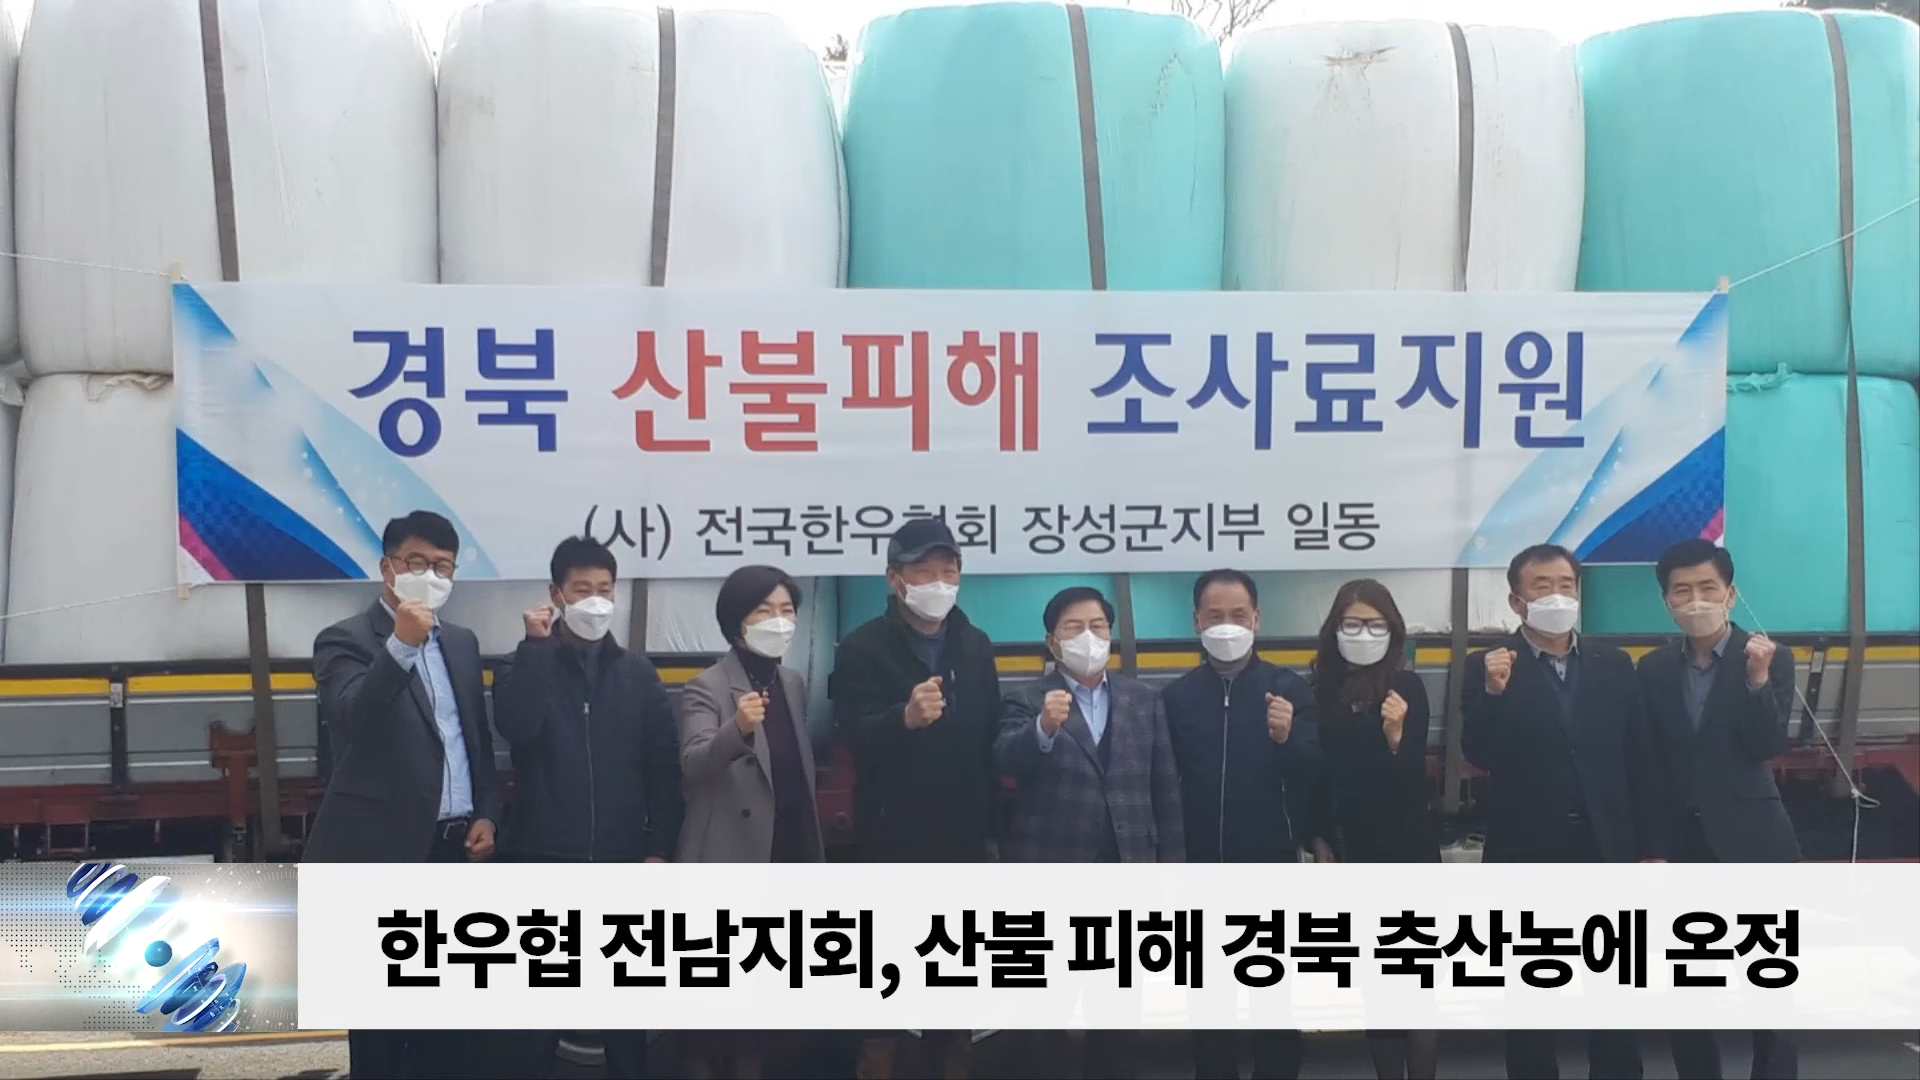 경북 산불피해 조사료지원
(사) 전국한우협회 장성군지부 일동
한우협 전남지회, 산불 피해 경북 축산농에 온정